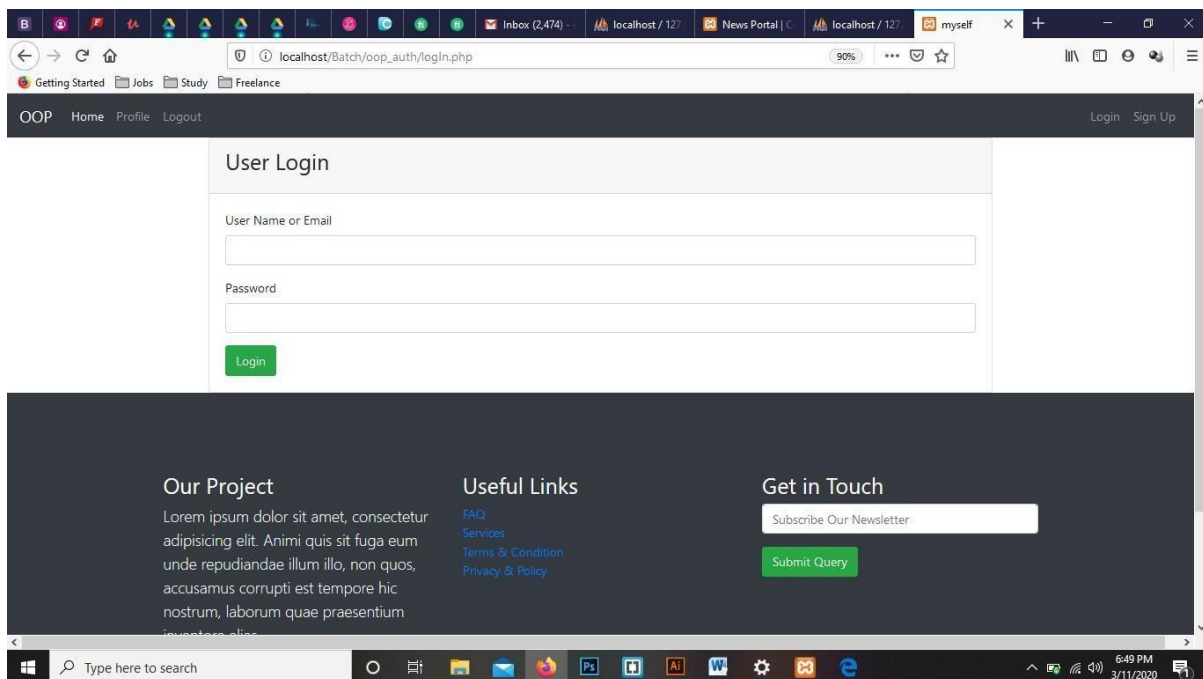 Inbox (2,474) -
localhost / 127.
News Portal | C
localhost / 127.
myself
localhost/Batch/oop_auth/logIn.php
90%
Getting Started Jobs Study Freelance
OOP Home Profile Logout
Login Sign Up
User Login
User Name or Email
Password
Login
Our Project
Lorem ipsum dolor sit amet, consectetur
adipisicing elit. Animi quis sit fuga eum
unde repudiandae illum illo, non quos,
accusamus corrupti est tempore hic
nostrum, laborum quae praesentium
inventore alias
Useful Links
FAQ
Services
Terms & Condition
Privacy & Policy
Get in Touch
Subscribe Our Newsletter
Submit Query
Type here to search
Ps
Ai
W
6:49 PM
3/11/2020